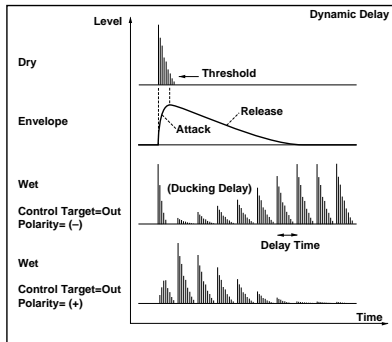 Dynamic Delay
Level
Dry
Threshold
Envelope
Release
Attack
Wet
(Ducking Delay)
Control Target=Out
Polarity= (–)
Delay Time
Wet
Control Target=Out
Polarity= (+)
Time